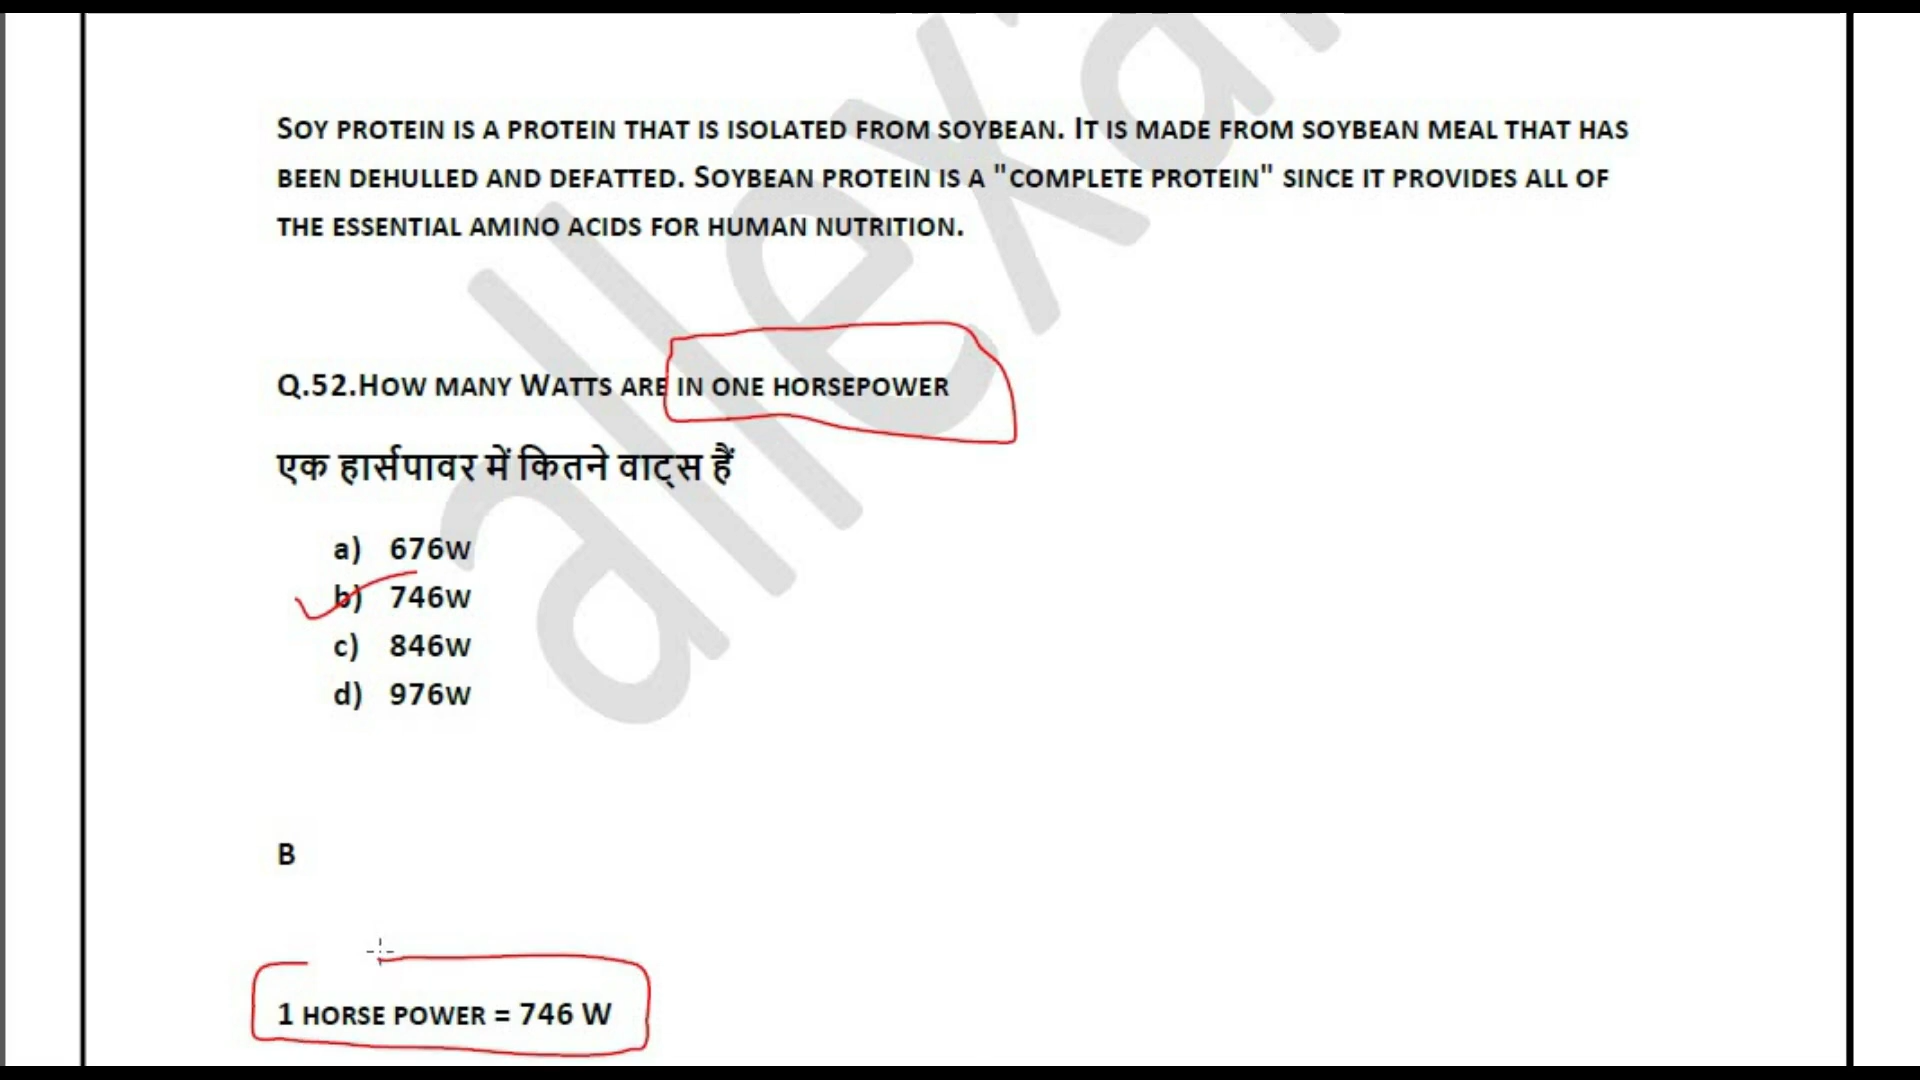 SOY PROTEIN IS A PROTEIN THAT IS ISOLATED FROM SOYBEAN. IT IS MADE FROM SOYBEAN MEAL THAT HAS
BEEN DEHULLED AND DEFATTED. SOYBEAN PROTEIN IS A "COMPLETE PROTEIN" SINCE IT PROVIDES ALL OF
THE ESSENTIAL AMINO ACIDS FOR HUMAN NUTRITION.
Q.52.HOW MANY WATTS ARE IN ONE HORSEPOWER
एक हार्सपावर में कितने वाट्स हैं
a) 676W
b) 746W
c) 846W
d) 976W
B
1 HORSE POWER = 746 W
allexa